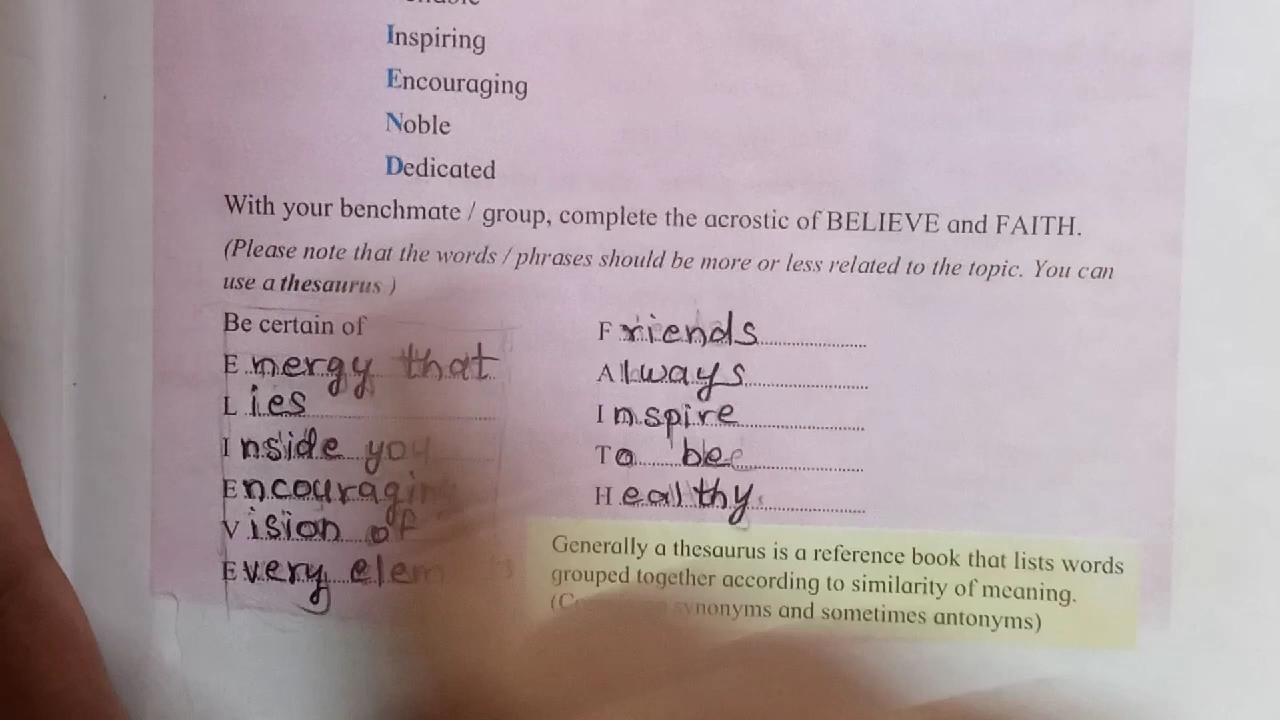 Inspiring
Encouraging
Noble
Dedicated
With your benchmate / group, complete the acrostic of BELIEVE and FAITH.
(Please note that the words / phrases should be more or less related to the topic. You can
use a thesaurus )
Be certain of
Energy that
Lies
Inside you
Encouraging
Vision of
Every
Friends
Always
Inspire
To be
Healthy
Generally a thesaurus is a reference book that lists words
grouped together according to similarity of meaning.
synonyms and sometimes antonyms)